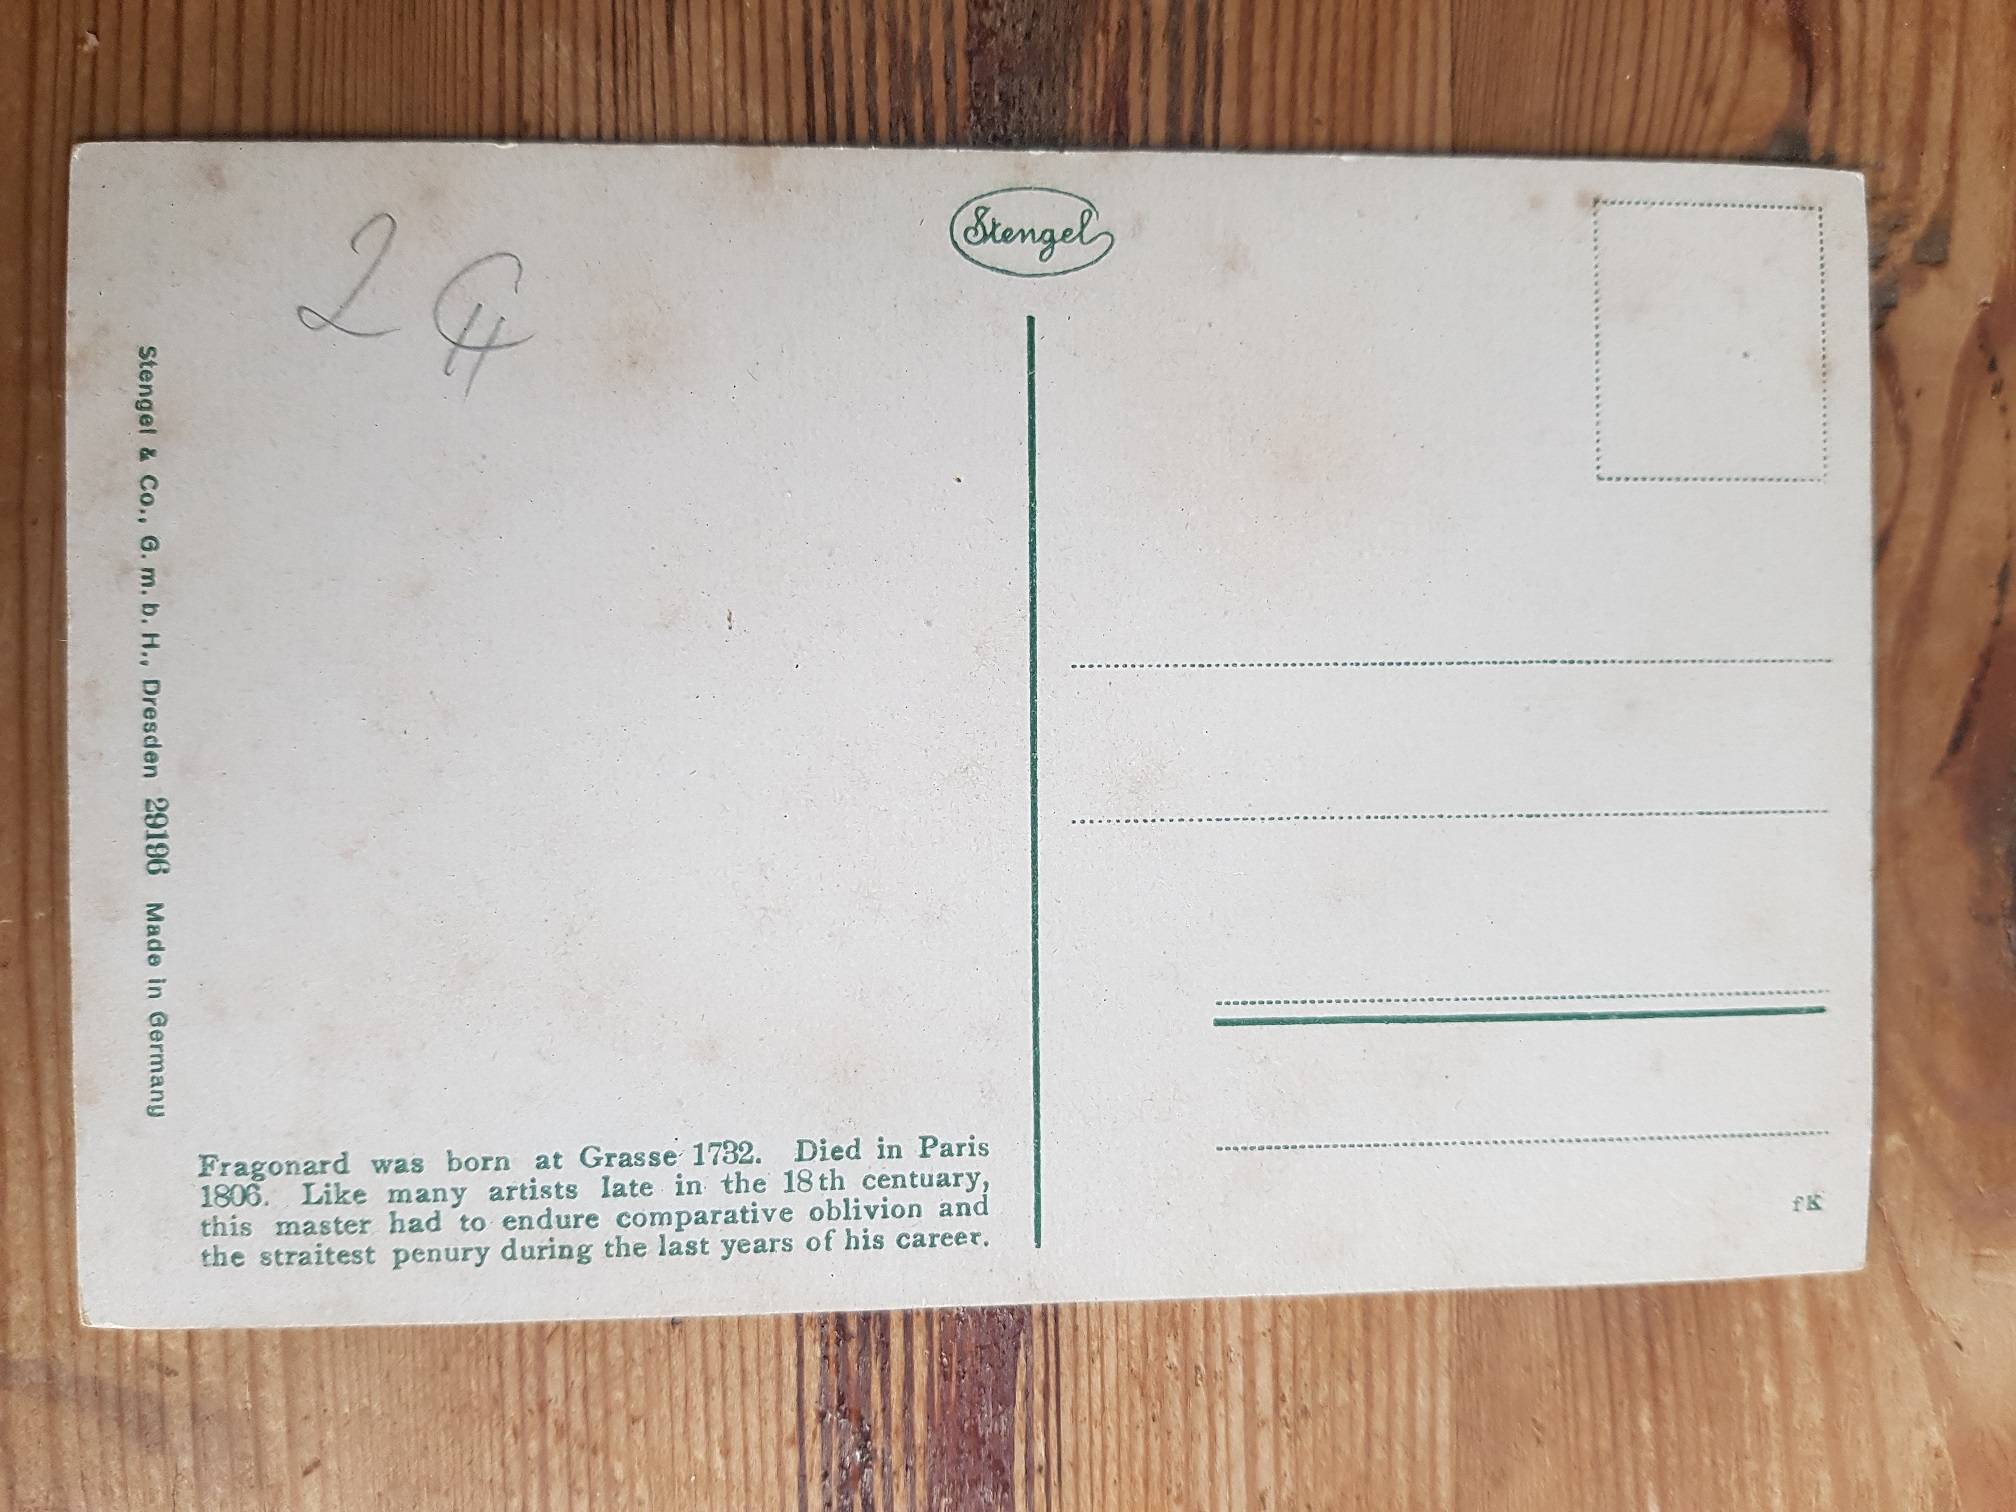 Stengel
2
Stengel & Co., G. m. b. H., Dresden 29196 Made in Germany
Fragonard was born at Grasse 1732. Died in Paris
1806. Like many artists late in the 18th centuary,
this master had to endure comparative oblivion and
the straitest penury during the last years of his career.
fK